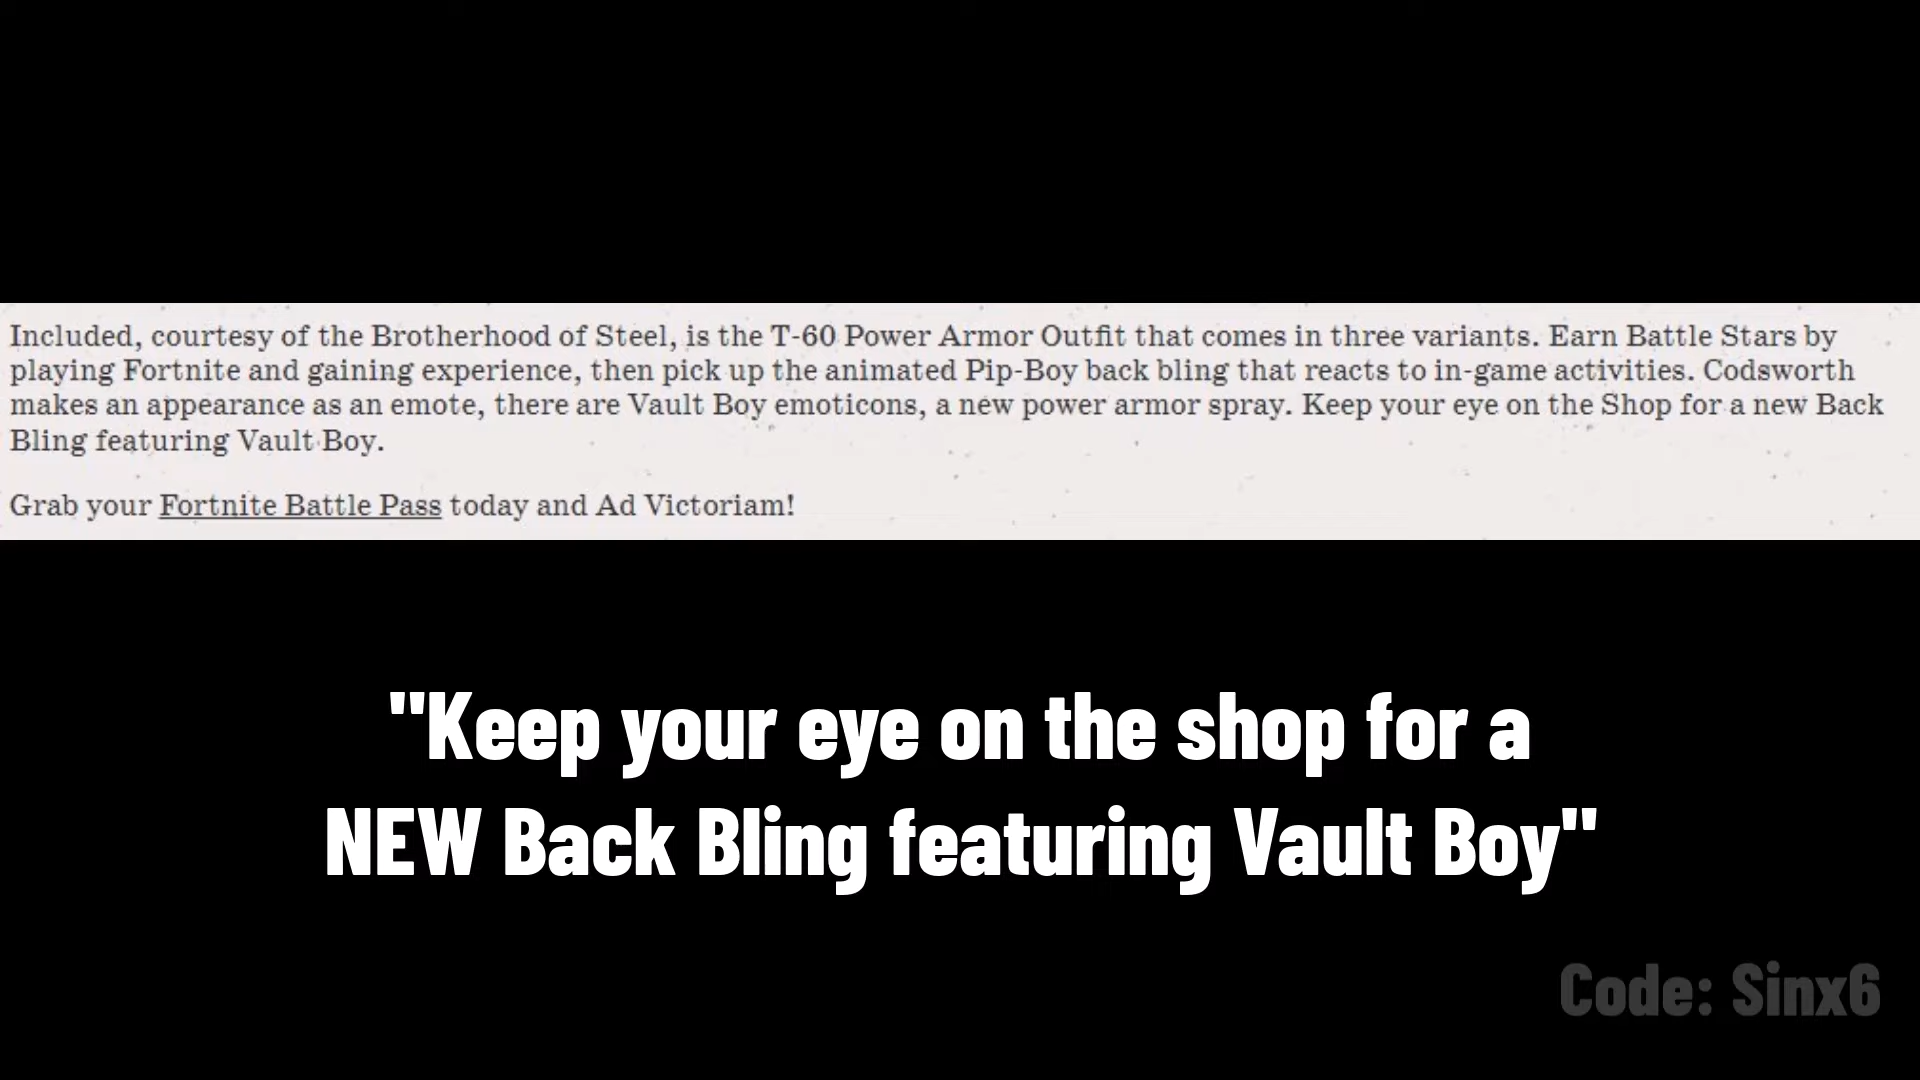 Included, courtesy of the Brotherhood of Steel, is the T-60 Power Armor Outfit that comes in three variants. Earn Battle Stars by
playing Fortnite and gaining experience, then pick up the animated Pip-Boy back bling that reacts to in-game activities. Codsworth
makes an appearance as an emote, there are Vault Boy emoticons, a new power armor spray. Keep your eye on the Shop for a new Back
Bling featuring Vault Boy.
Grab your Fortnite Battle Pass today and Ad Victoriam!
"Keep your eye on the shop for a
NEW Back Bling featuring Vault Boy"
Code: Sinx6